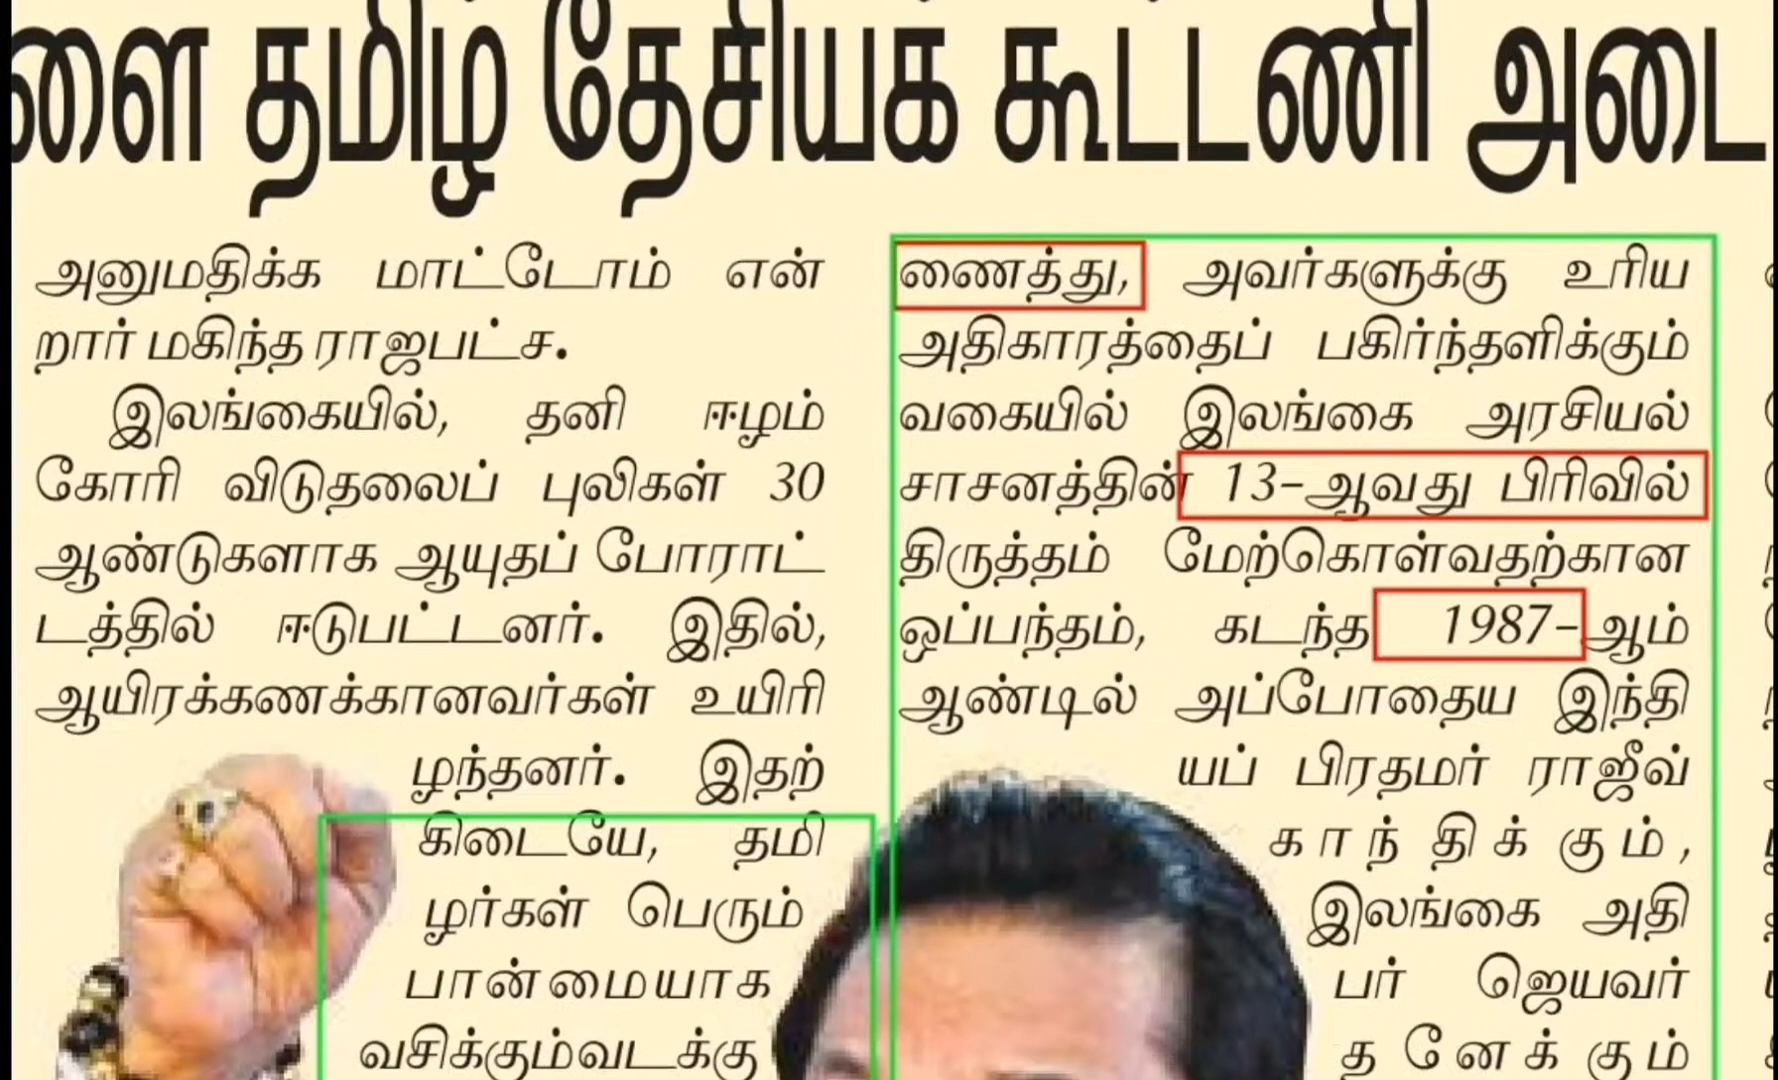 ளை தமிழ் தேசியக் கூட்டணி அடை
அனுமதிக்க மாட்டோம் என்
றார் மகிந்த ராஜபட்ச.
இலங்கையில், தனி ஈழம்
கோரி விடுதலைப் புலிகள் 30
ஆண்டுகளாக ஆயுதப் போராட்
டத்தில் ஈடுபட்டனர். இதில்,
ஆயிரக்கணக்கானவர்கள் உயிரி
ழந்தனர். இதற்
கிடையே, தமி
ழர்கள் பெரும்
பான்மையாக
வசிக்கும்வடக்கு
ணைத்து, அவர்களுக்கு உரிய
அதிகாரத்தைப் பகிர்ந்தளிக்கும்
வகையில் இலங்கை அரசியல்
சாசனத்தின் 13-ஆவது பிரிவில்
திருத்தம் மேற்கொள்வதற்கான
ஒப்பந்தம், கடந்த 1987-ஆம்
ஆண்டில் அப்போதைய இந்தி
யப் பிரதமர் ராஜீவ்
காந்திக்கும்,
இலங்கை அதி
பர் ஜெயவர்
தனேக்கும்